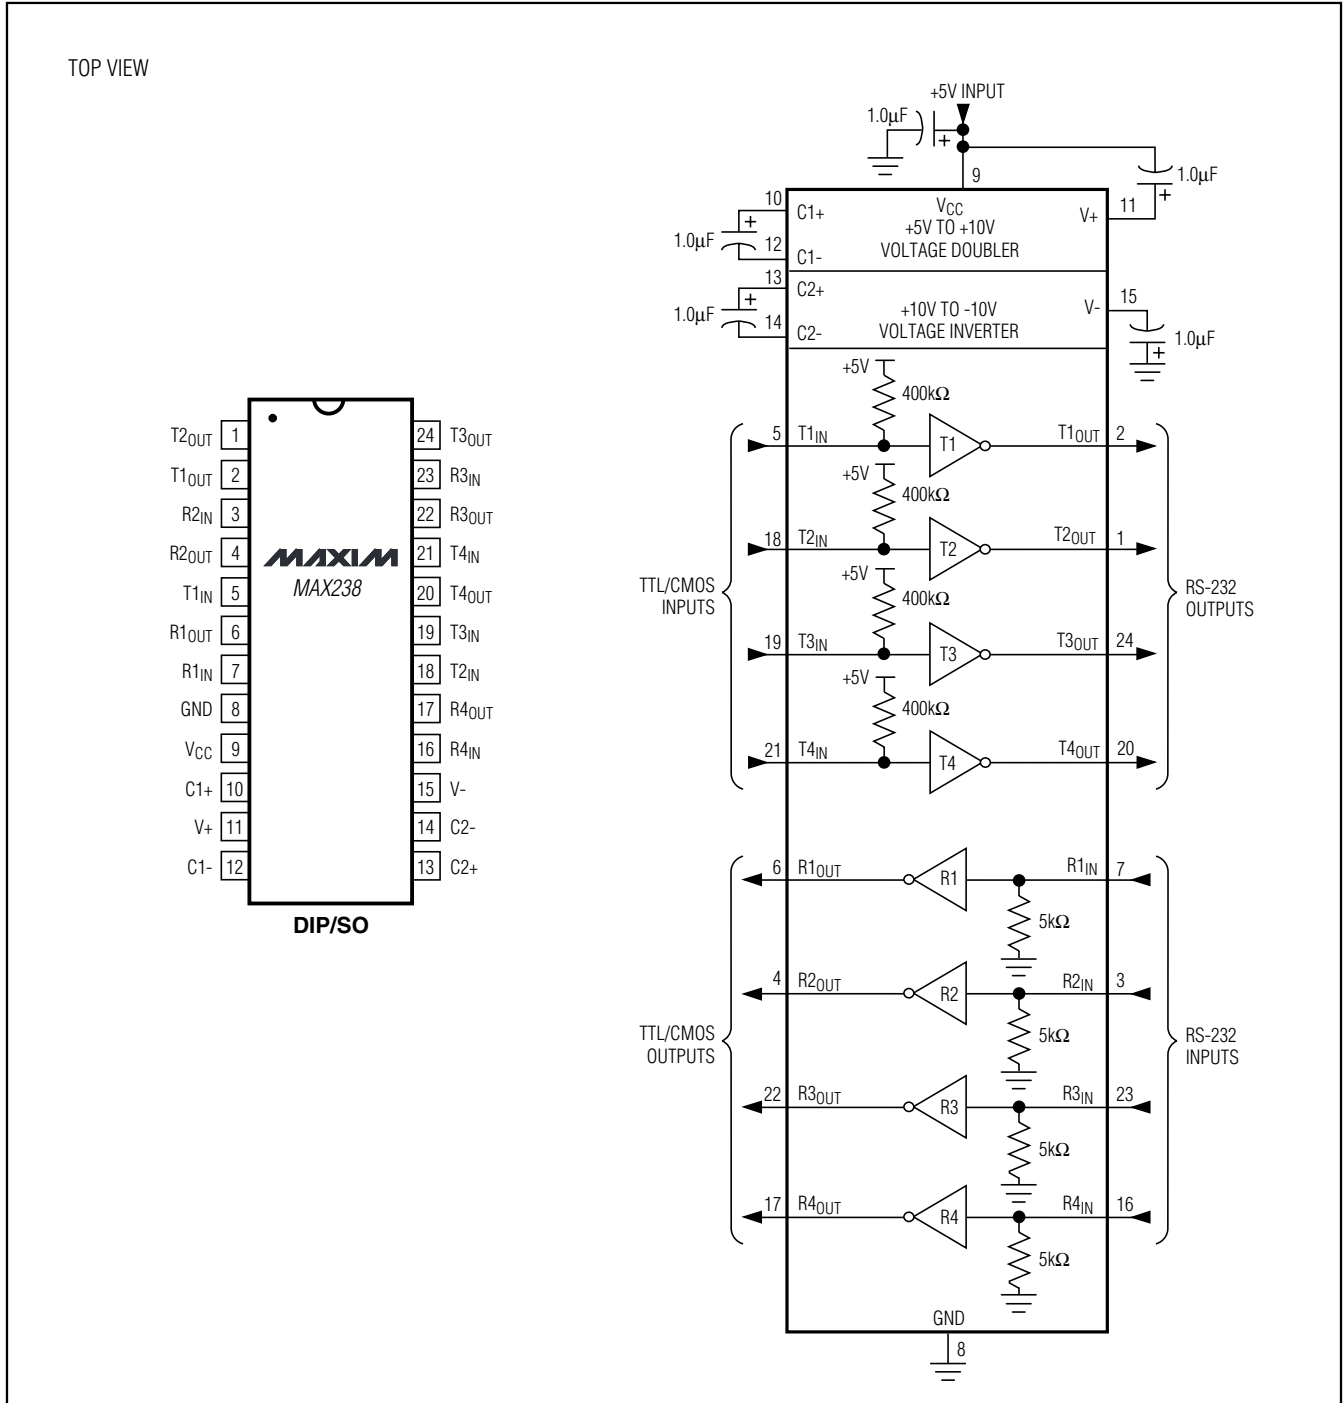 TOP VIEW
T2OUT 1
T1OUT 2
R2IN 3
R2OUT 4
T1IN 5
R1OUT 6
R1IN 7
GND 8
VCC 9
C1+ 10
V+ 11
C1- 12
24 T3OUT
23 R3IN
22 R3OUT
21 T4IN
20 T4OUT
19 T3IN
18 T2IN
17 R4OUT
16 R4IN
15 V-
14 C2-
13 C2+
MAXIM
MAX238
DIP/SO
+5V INPUT
1.0µF
+
9
1.0µF
+
11
V+
VCC
+5V TO +10V
VOLTAGE DOUBLER
10
C1+
+
1.0µF
12
C1-
13
C2+
+
1.0µF
14
C2-
+10V TO -10V
VOLTAGE INVERTER
V-
15
1.0µF
+
+5V
400kΩ
5 T1IN
T1
T1OUT 2
+5V
400kΩ
18 T2IN
T2
T2OUT 1
+5V
400kΩ
19 T3IN
T3
T3OUT 24
+5V
400kΩ
21 T4IN
T4
T4OUT 20
TTL/CMOS
INPUTS
RS-232
OUTPUTS
6 R1OUT
R1
R1IN 7
5kΩ
4 R2OUT
R2
R2IN 3
5kΩ
22 R3OUT
R3
R3IN 23
5kΩ
17 R4OUT
R4
R4IN 16
5kΩ
TTL/CMOS
OUTPUTS
RS-232
INPUTS
GND
8